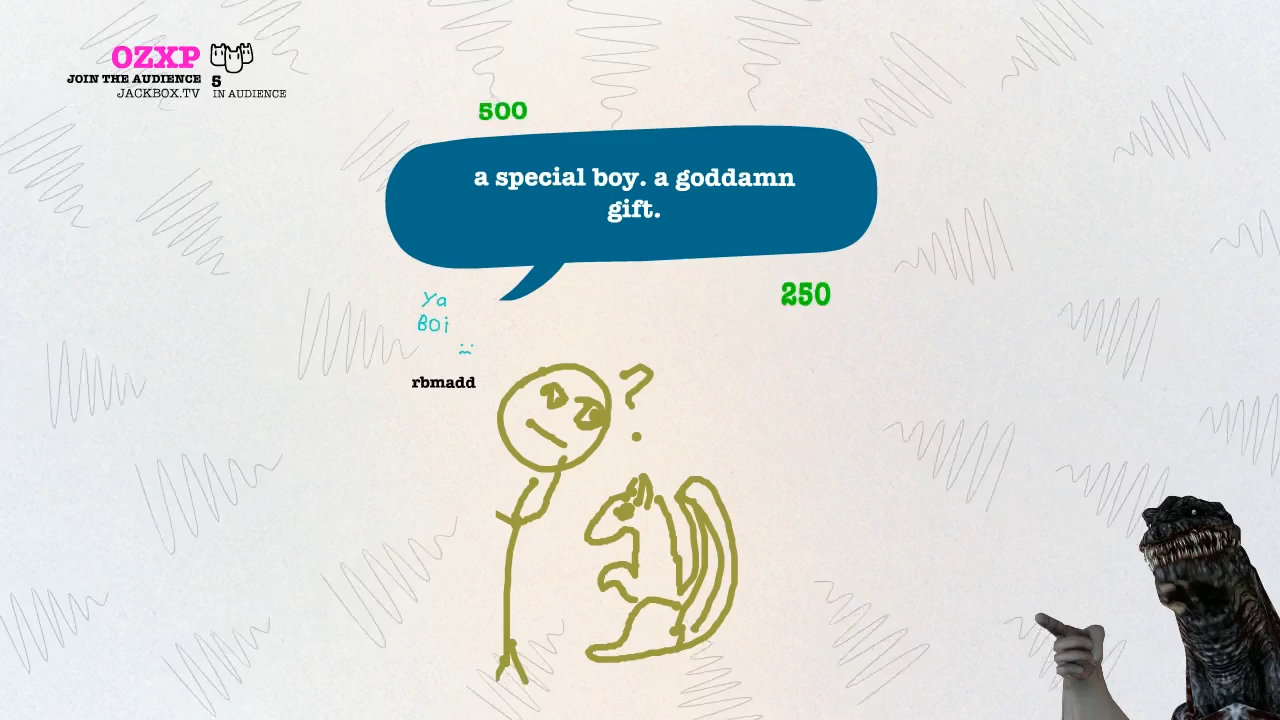 OZXP
JOIN THE AUDIENCE
JACKBOX.TV
5
IN AUDIENCE
500
a special boy. a goddamn
gift.
250
Ya
BOi
rbmadd
?